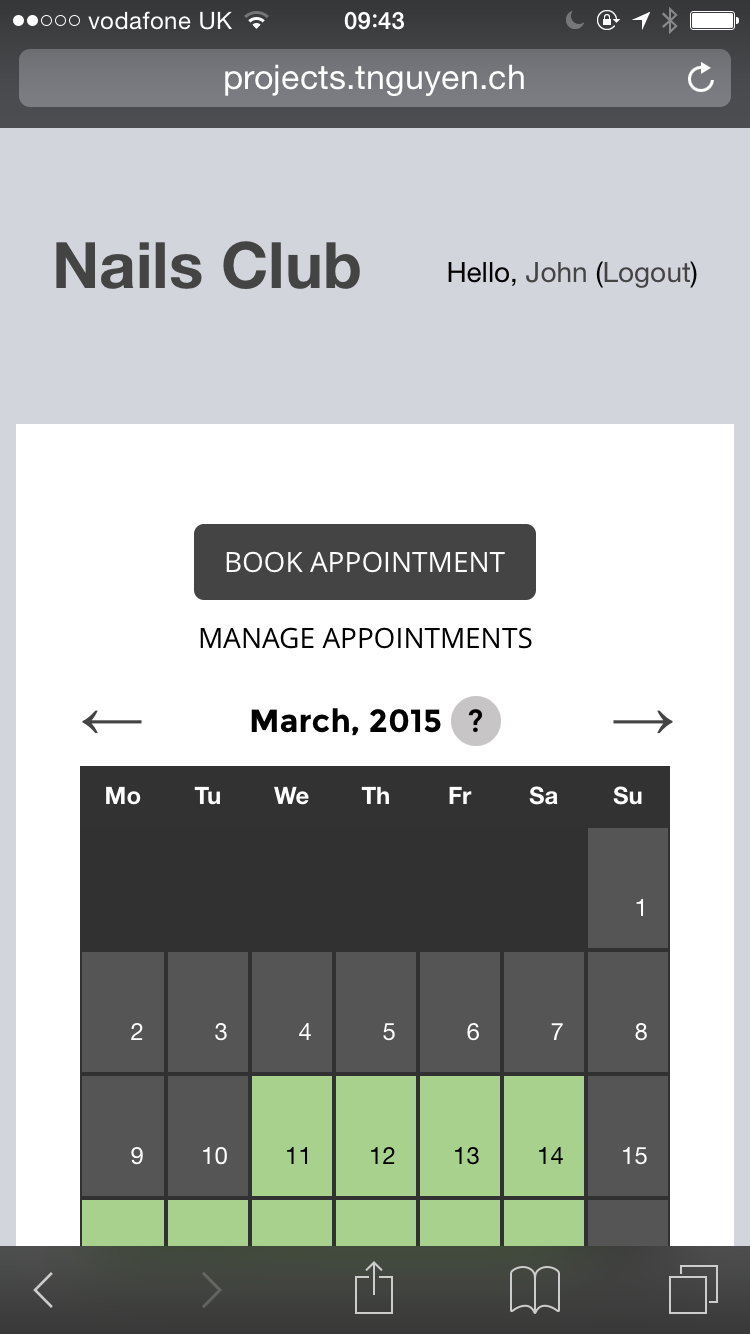 vodafone UK 09:43
projects.tnguyen.ch
Nails Club
Hello, John (Logout)
BOOK APPOINTMENT
MANAGE APPOINTMENTS
March, 2015 ?
Mo Tu We Th Fr Sa Su
1
2 3 4 5 6 7 8
9 10 11 12 13 14 15